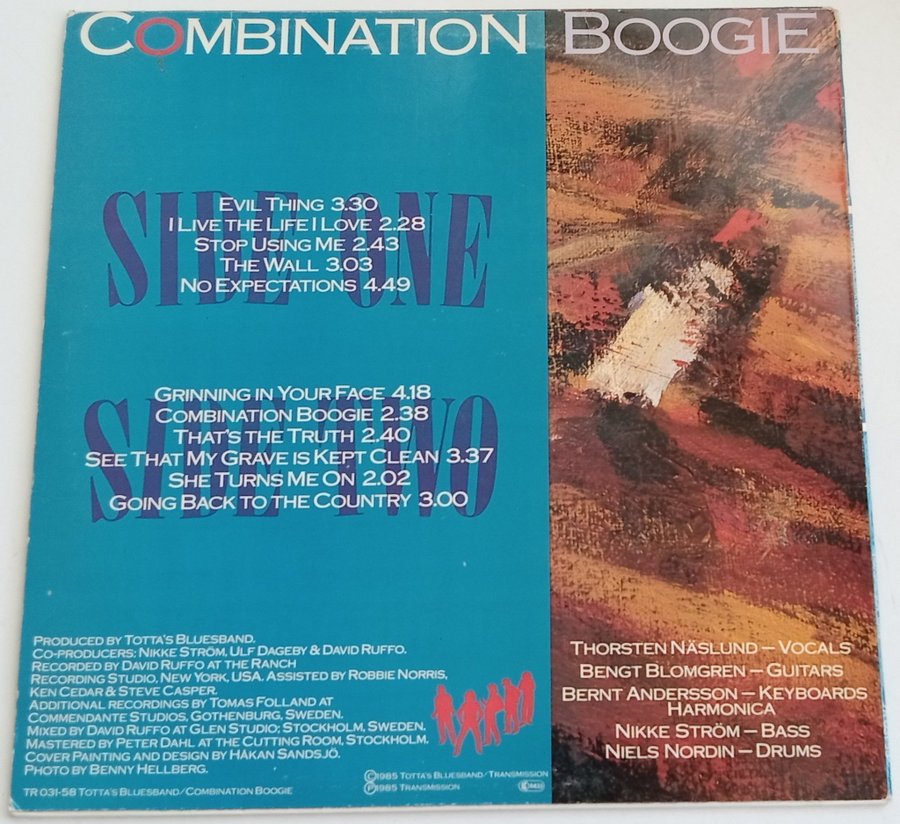 COMBINATION BOOGIE
SIDE ONE
EVIL THING 3.30
I LIVE THE LIFE I LOVE 2.28
STOP USING ME 2.43
THE WALL 3.03
NO EXPECTATIONS 4.49
SIDE TWO
GRINNING IN YOUR FACE 4.18
COMBINATION BOOGIE 2.38
THAT'S THE TRUTH 2.40
SEE THAT MY GRAVE IS KEPT CLEAN 3.37
SHE TURNS ME ON 2.02
GOING BACK TO THE COUNTRY 3.00
PRODUCED BY TOTTA'S BLUESBAND.
CO-PRODUCERS: NIKKE STRÖM, ULF DAGEBY & DAVID RUFFO.
RECORDED BY DAVID RUFFO AT THE RANCH
RECORDING STUDIO, NEW YORK, USA. ASSISTED BY ROBBIE NORRIS,
KEN CEDAR & STEVE CASPER.
ADDITIONAL RECORDINGS BY TOMAS FOLLAND AT
COMMENDANTE STUDIOS, GOTHENBURG, SWEDEN.
MIXED BY DAVID RUFFO AT GLEN STUDIO; STOCKHOLM, SWEDEN.
MASTERED BY PETER DAHL AT THE CUTTING ROOM, STOCKHOLM.
COVER PAINTING AND DESIGN BY HÅKAN SANDSJÖ.
PHOTO BY BENNY HELLBERG.
TR 031-58 TOTTA'S BLUESBAND/COMBINATION BOOGIE
Ⓒ1985 TOTTA'S BLUESBAND/TRANSMISSION
Ⓟ1985 TRANSMISSION
THORSTEN NÄSLUND – VOCALS
BENGT BLOMGREN – GUITARS
BERNT ANDERSSON – KEYBOARDS
HARMONICA
NIKKE STRÖM – BASS
NIELS NORDIN – DRUMS